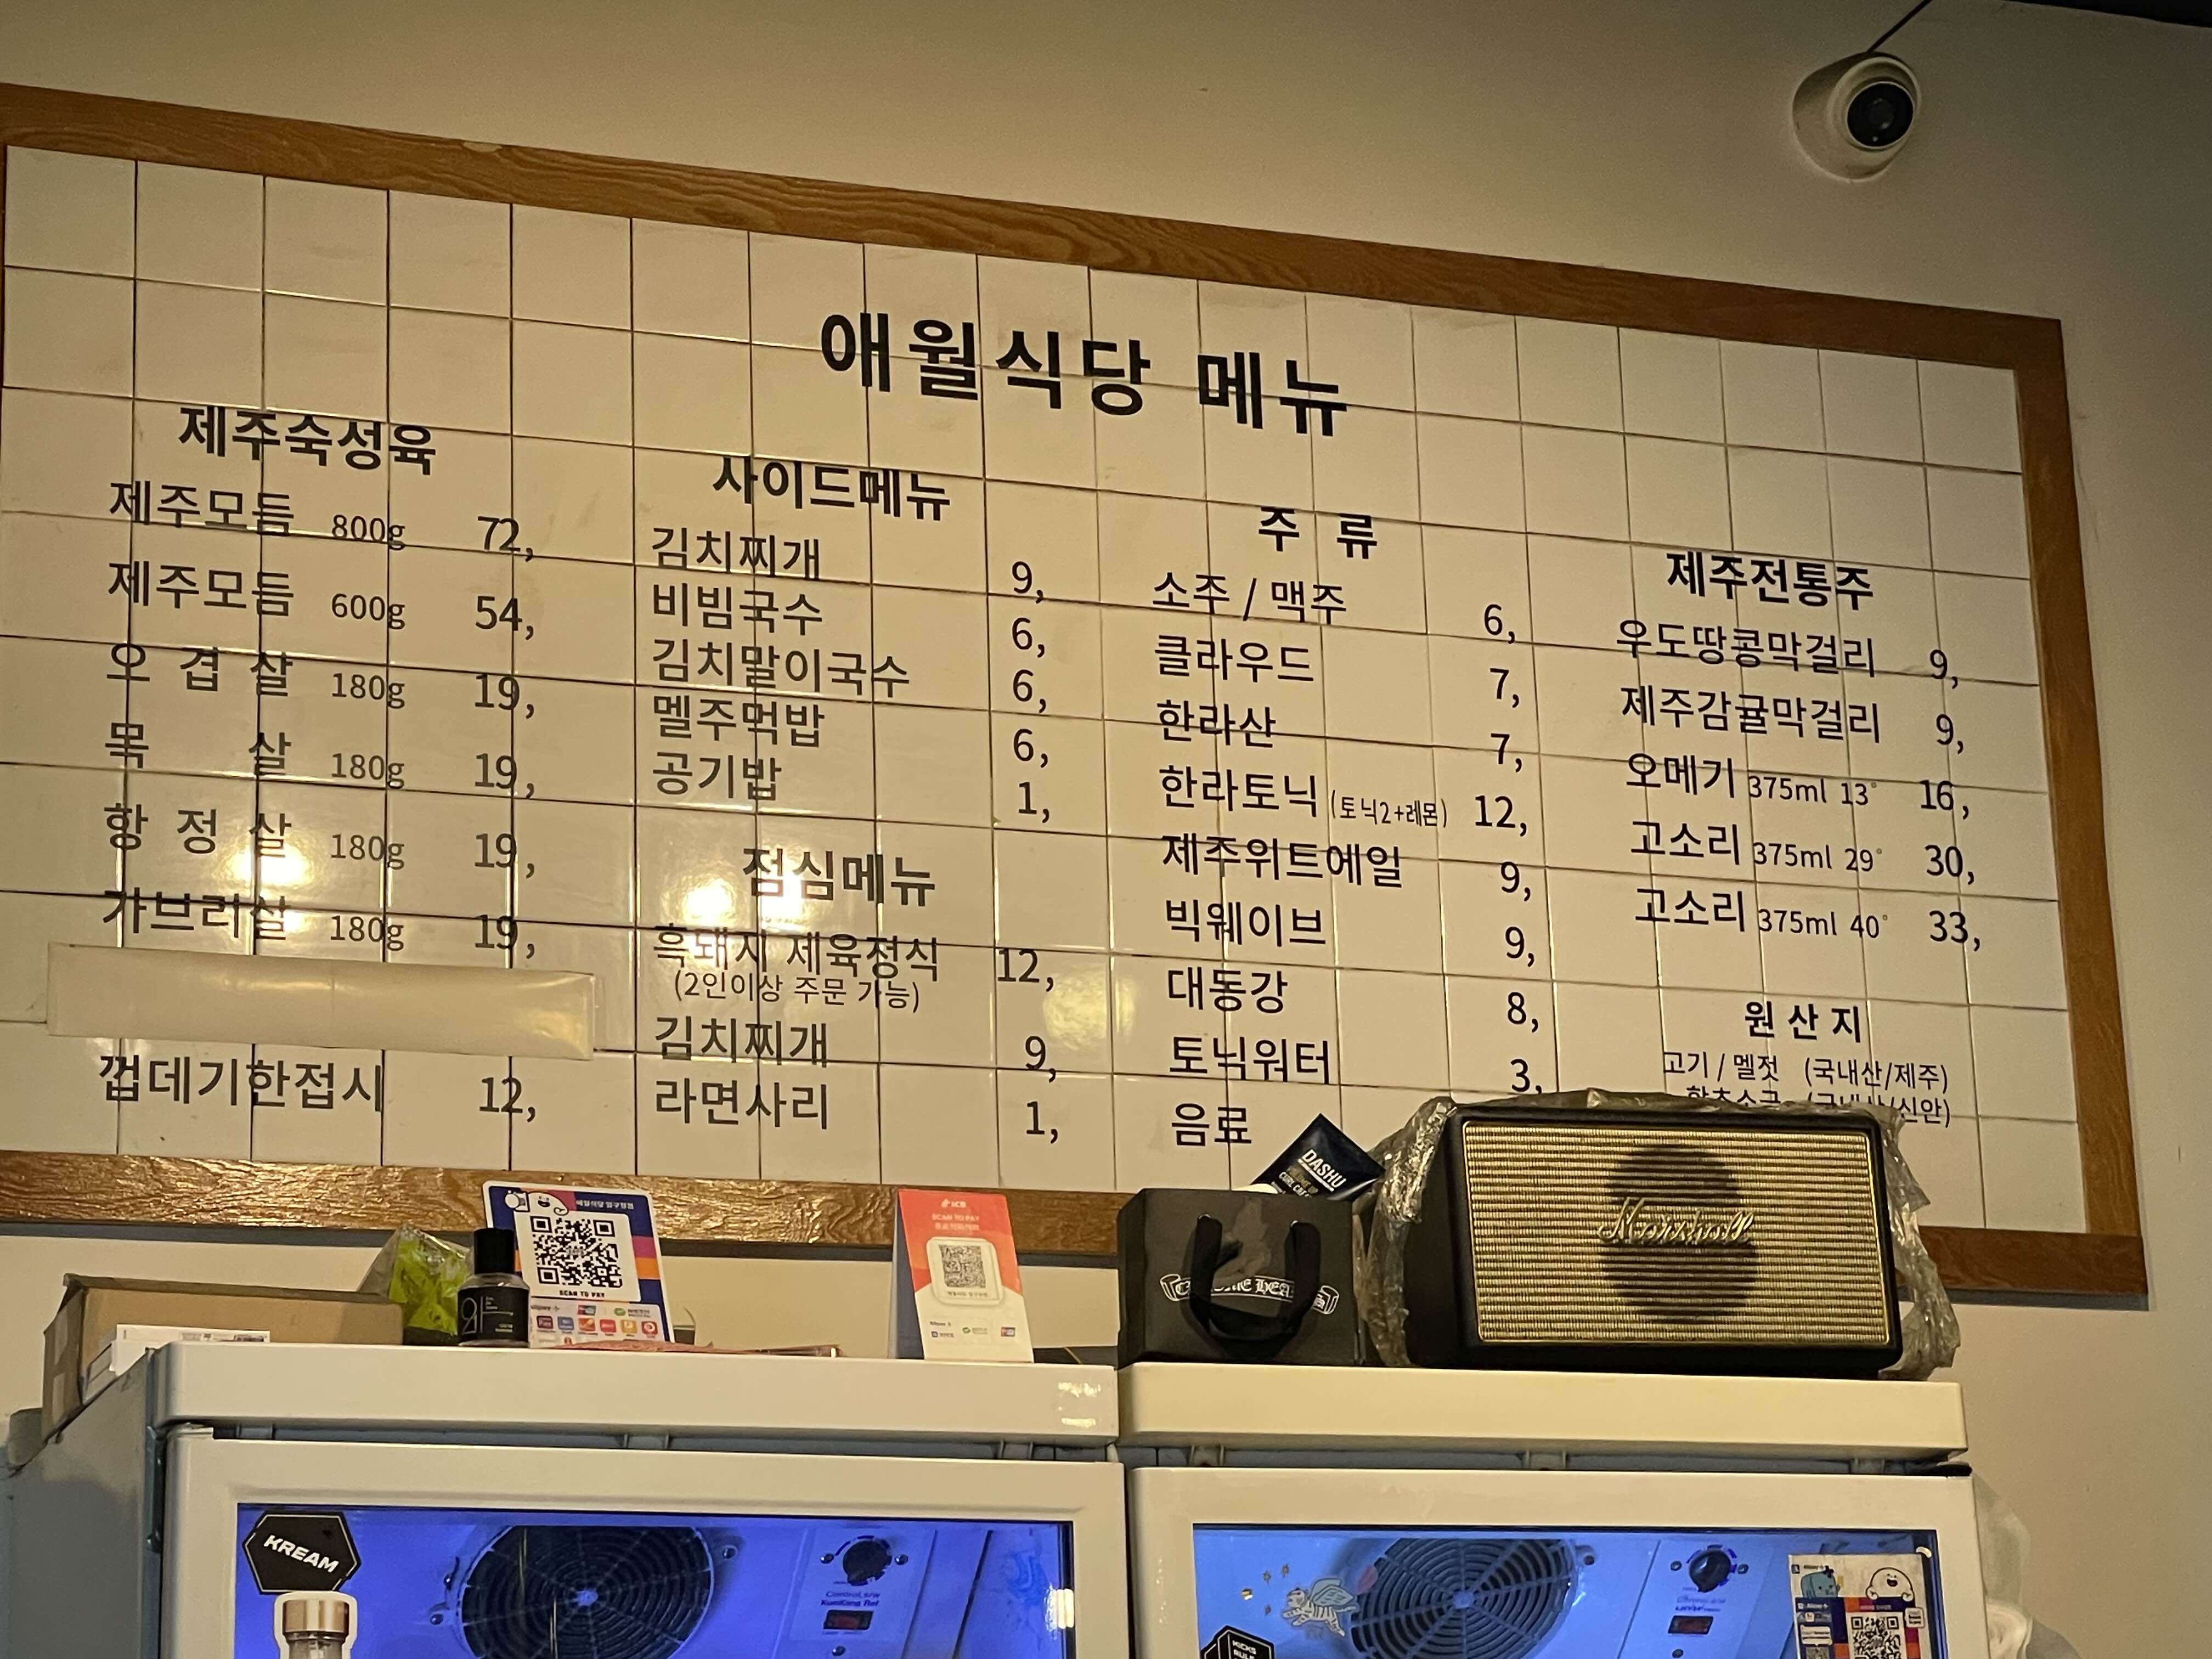 애월식당 메뉴
제주숙성육
제주모듬 800g 72,
제주모듬 600g 54,
오 겹 살 180g 19,
목 살 180g 19,
항 정 살 180g 19,
가브리살 180g 19,
껍데기한접시 12,
사이드메뉴
김치찌개 9,
비빔국수 6,
김치말이국수 6,
멜주먹밥 6,
공기밥 1,
점심메뉴
흑돼지 제육정식 12,
(2인이상 주문 가능)
김치찌개 9,
라면사리 1,
주 류
소주 / 맥주 6,
클라우드 7,
한라산 7,
한라토닉 (토닉2+레몬) 12,
제주위트에일 9,
빅웨이브 9,
대동강 8,
토닉워터 3,
음료
제주전통주
우도땅콩막걸리 9,
제주감귤막걸리 9,
오메기 375ml 13° 16,
고소리 375ml 29° 30,
고소리 375ml 40° 33,
원 산 지
고기 / 멜젓 (국내산/제주)
SCAN TO PAY
SCAN TO PAY
DASHU
Marshall
KREAM